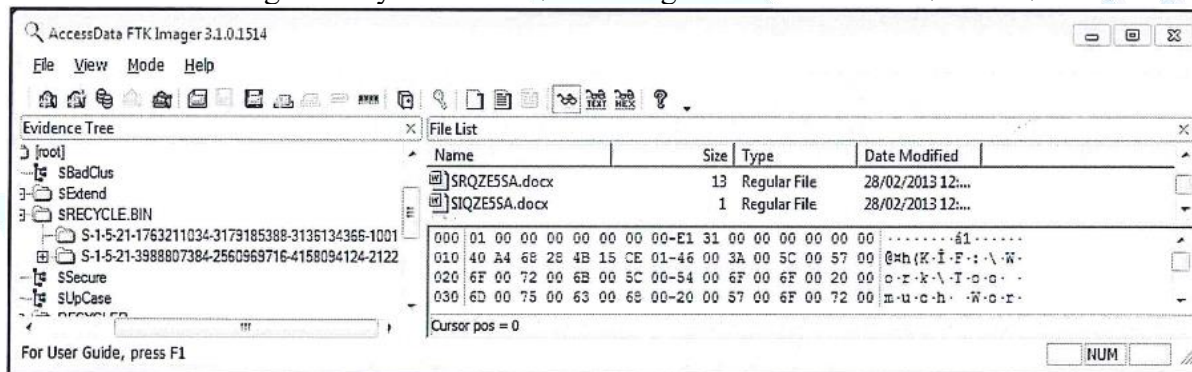 AccessData FTK Imager 3.1.0.1514
File View Mode Help
TEXT HEX
Evidence Tree
File List
[root]
$BadClus
$Extend
$RECYCLE.BIN
S-1-5-21-1763211034-3179185388-3136134366-1001
S-1-5-21-3988807384-2560969716-4158094124-2122
$Secure
$UpCase
Name Size Type Date Modified
$RQZE5SA.docx 13 Regular File 28/02/2013 12:...
$IQZE5SA.docx 1 Regular File 28/02/2013 12:...
000 01 00 00 00 00 00 00 00-E1 31 00 00 00 00 00 00 ········á1······
010 40 A4 68 28 4B 15 CE 01-46 00 3A 00 5C 00 57 00 @¤h(K·Î·F·:·\·W·
020 6F 00 72 00 6B 00 5C 00-54 00 6F 00 6F 00 20 00 o·r·k·\·T·o·o· ·
030 6D 00 75 00 63 00 68 00-20 00 57 00 6F 00 72 00 m·u·c·h· ·W·o·r·
Cursor pos = 0
For User Guide, press F1
NUM